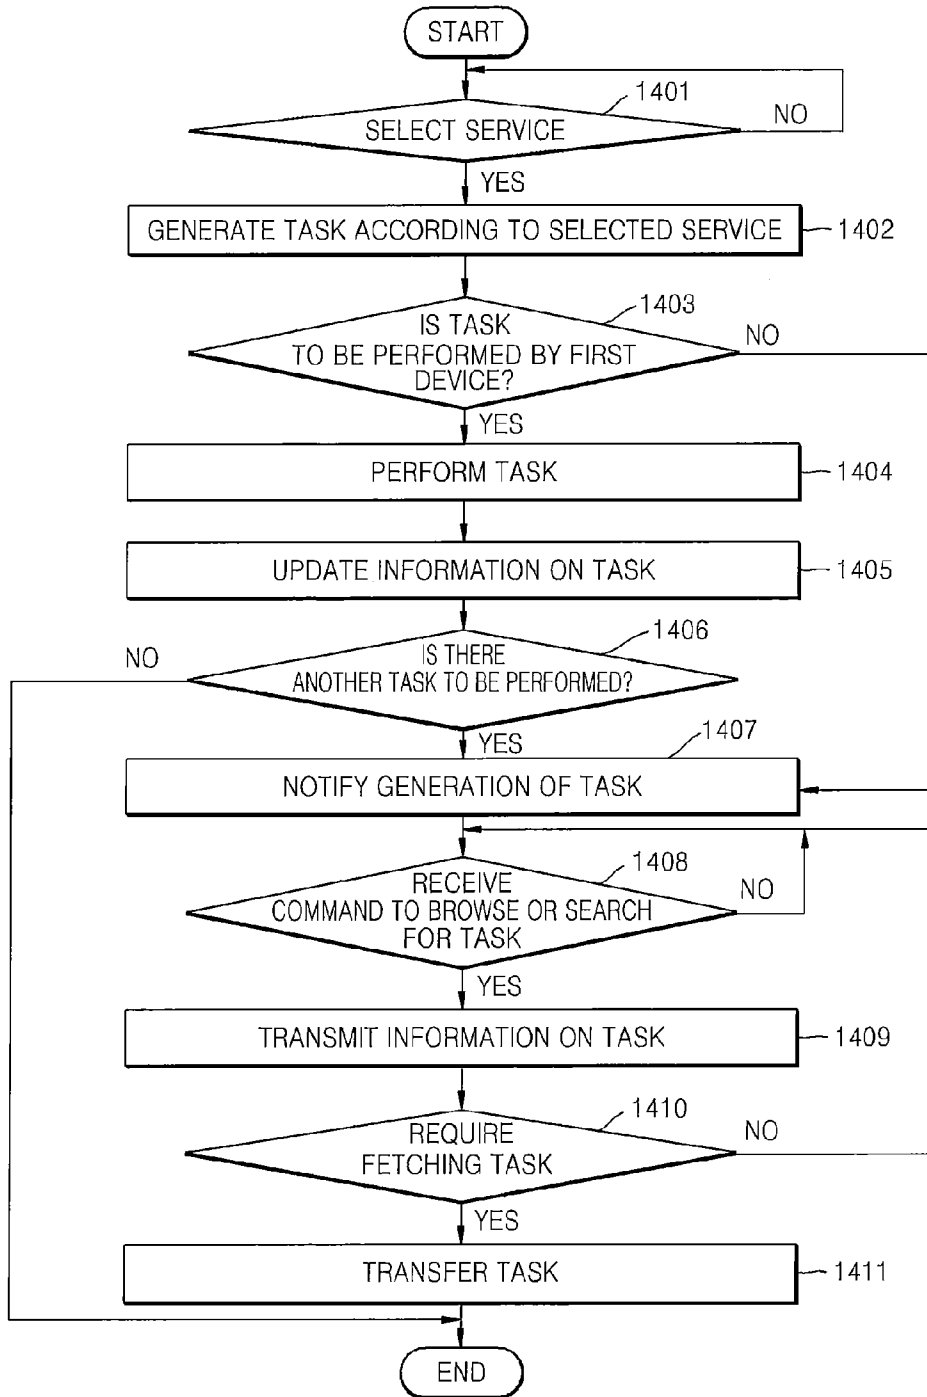 START
1401
SELECT SERVICE
NO
YES
GENERATE TASK ACCORDING TO SELECTED SERVICE
1402
1403
IS TASK
TO BE PERFORMED BY FIRST
DEVICE?
NO
YES
PERFORM TASK
1404
UPDATE INFORMATION ON TASK
1405
1406
NO
IS THERE
ANOTHER TASK TO BE PERFORMED?
YES
1407
NOTIFY GENERATION OF TASK
1408
RECEIVE
COMMAND TO BROWSE OR SEARCH
FOR TASK
NO
YES
TRANSMIT INFORMATION ON TASK
1409
1410
REQUIRE
FETCHING TASK
NO
YES
TRANSFER TASK
1411
END